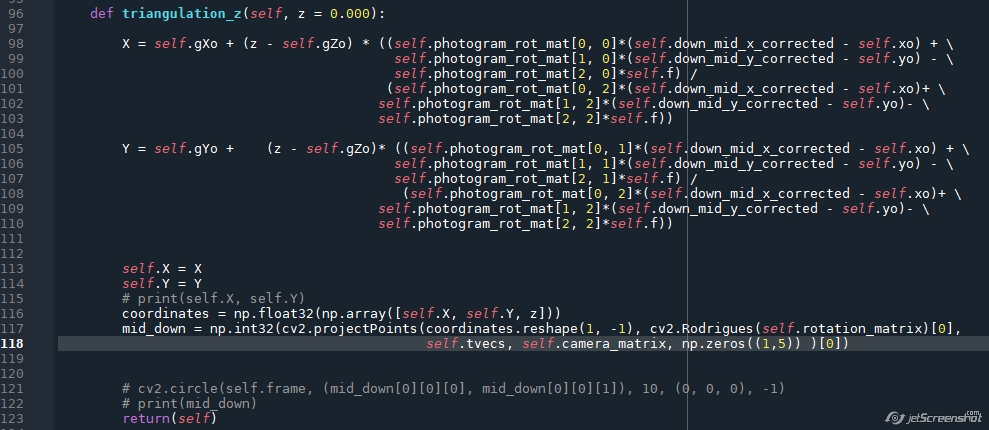 96 def triangulation_z(self, z = 0.000):
97
98 X = self.gXo + (z - self.gZo) * ((self.photogram_rot_mat[0, 0]*(self.down_mid_x_corrected - self.xo) + \
99 self.photogram_rot_mat[1, 0]*(self.down_mid_y_corrected - self.yo) - \
100 self.photogram_rot_mat[2, 0]*self.f) /
101 (self.photogram_rot_mat[0, 2]*(self.down_mid_x_corrected - self.xo)+ \
102 self.photogram_rot_mat[1, 2]*(self.down_mid_y_corrected - self.yo)- \
103 self.photogram_rot_mat[2, 2]*self.f))
104
105 Y = self.gYo + (z - self.gZo)* ((self.photogram_rot_mat[0, 1]*(self.down_mid_x_corrected - self.xo) + \
106 self.photogram_rot_mat[1, 1]*(self.down_mid_y_corrected - self.yo) - \
107 self.photogram_rot_mat[2, 1]*self.f) /
108 (self.photogram_rot_mat[0, 2]*(self.down_mid_x_corrected - self.xo)+ \
109 self.photogram_rot_mat[1, 2]*(self.down_mid_y_corrected - self.yo)- \
110 self.photogram_rot_mat[2, 2]*self.f))
111
112
113 self.X = X
114 self.Y = Y
115 # print(self.X, self.Y)
116 coordinates = np.float32(np.array([self.X, self.Y, z]))
117 mid_down = np.int32(cv2.projectPoints(coordinates.reshape(1, -1), cv2.Rodrigues(self.rotation_matrix)[0],
118 self.tvecs, self.camera_matrix, np.zeros((1,5)) )[0])
119
120
121 # cv2.circle(self.frame, (mid_down[0][0][0], mid_down[0][0][1]), 10, (0, 0, 0), -1)
122 # print(mid_down)
123 return(self)
jetScreenshot.com